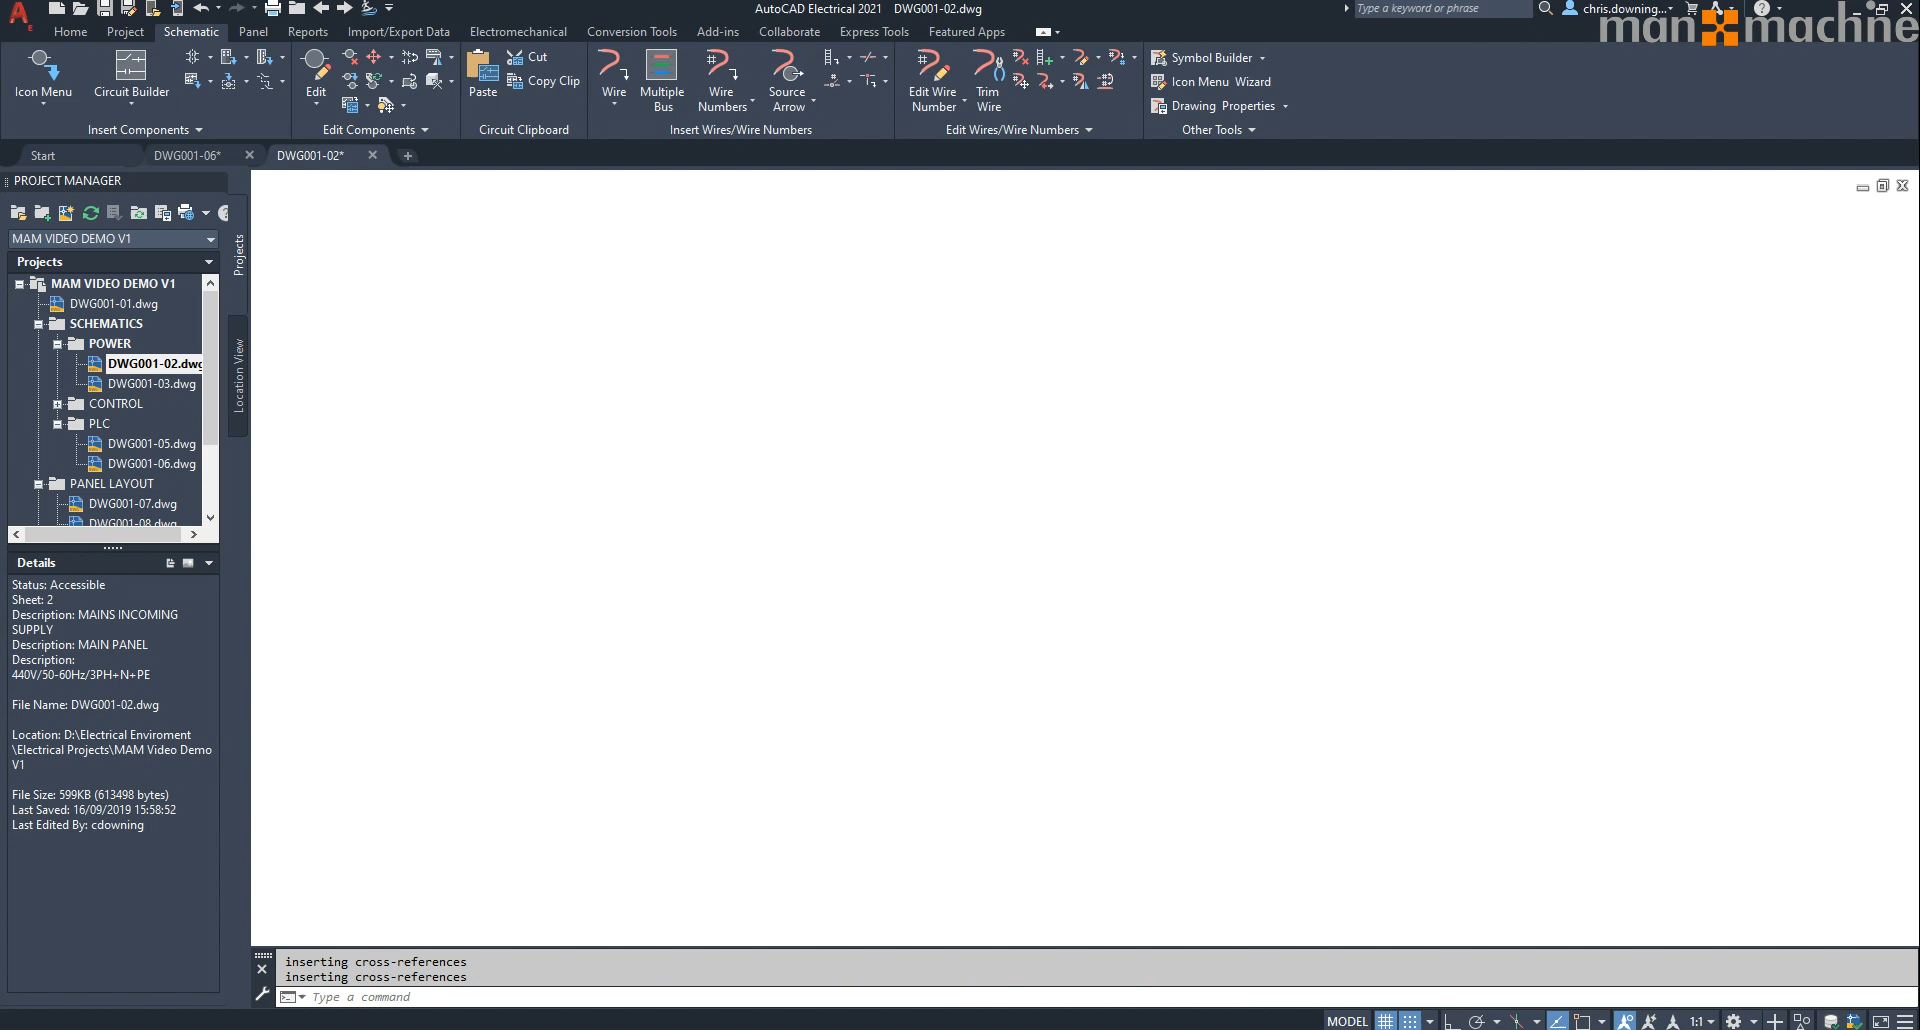 AutoCAD Electrical 2021 DWG001-02.dwg
Type a keyword or phrase
chris.downing...
man machine
Home Project Schematic Panel Reports Import/Export Data Electromechanical Conversion Tools Add-ins Collaborate Express Tools Featured Apps
Icon Menu
Circuit Builder
Insert Components
Edit
Edit Components
Paste
Cut
Copy Clip
Circuit Clipboard
Wire
Multiple
Bus
Wire
Numbers
Source
Arrow
Insert Wires/Wire Numbers
Edit Wire
Number
Trim
Wire
Edit Wires/Wire Numbers
Symbol Builder
Icon Menu Wizard
Drawing Properties
Other Tools
Start DWG001-06* DWG001-02*
PROJECT MANAGER
MAM VIDEO DEMO V1
Projects
MAM VIDEO DEMO V1
DWG001-01.dwg
SCHEMATICS
POWER
DWG001-02.dwg
DWG001-03.dwg
CONTROL
PLC
DWG001-05.dwg
DWG001-06.dwg
PANEL LAYOUT
DWG001-07.dwg
DWG001-08.dwg
Projects
Location View
Details
Status: Accessible
Sheet: 2
Description: MAINS INCOMING
SUPPLY
Description: MAIN PANEL
Description:
440V/50-60Hz/3PH+N+PE
File Name: DWG001-02.dwg
Location: D:\Electrical Enviroment
\Electrical Projects\MAM Video Demo
V1
File Size: 599KB (613498 bytes)
Last Saved: 16/09/2019 15:58:52
Last Edited By: cdowning
inserting cross-references
inserting cross-references
Type a command
MODEL 1:1